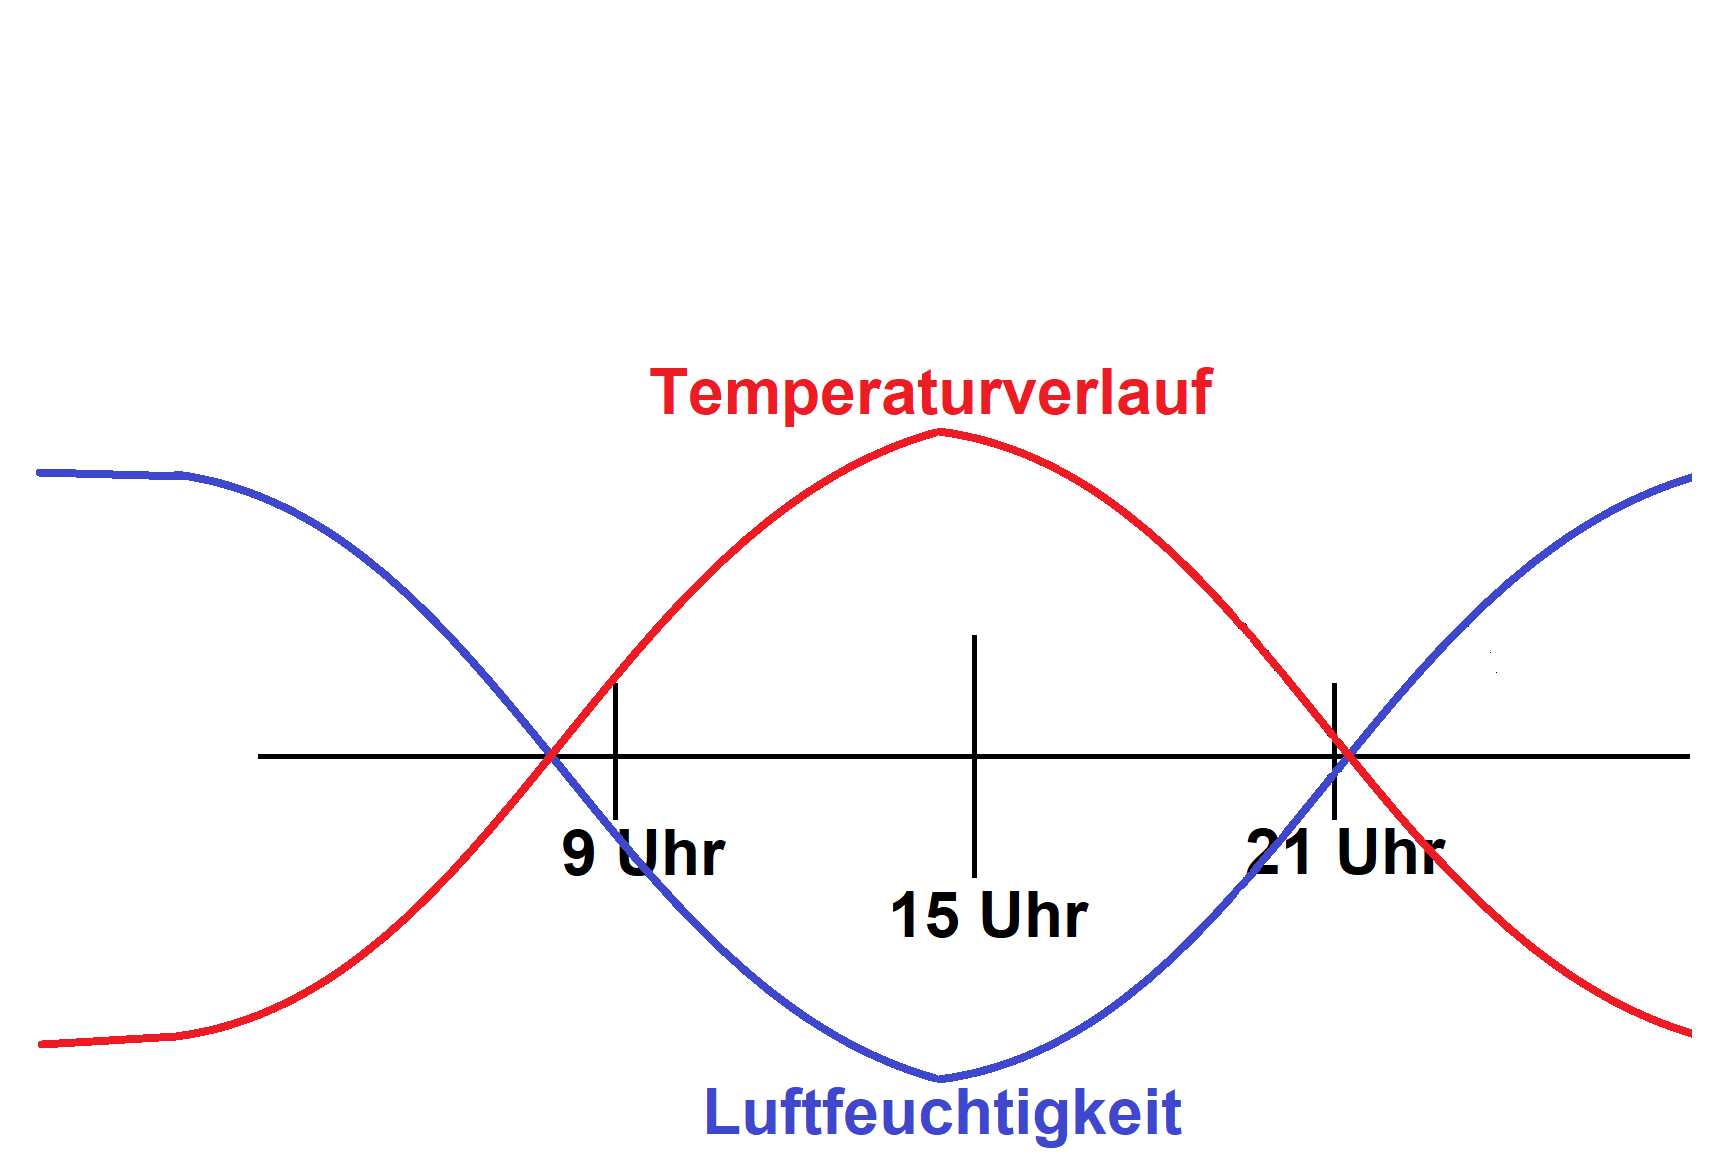 Temperaturverlauf
9 Uhr
21 Uhr
15 Uhr
Luftfeuchtigkeit